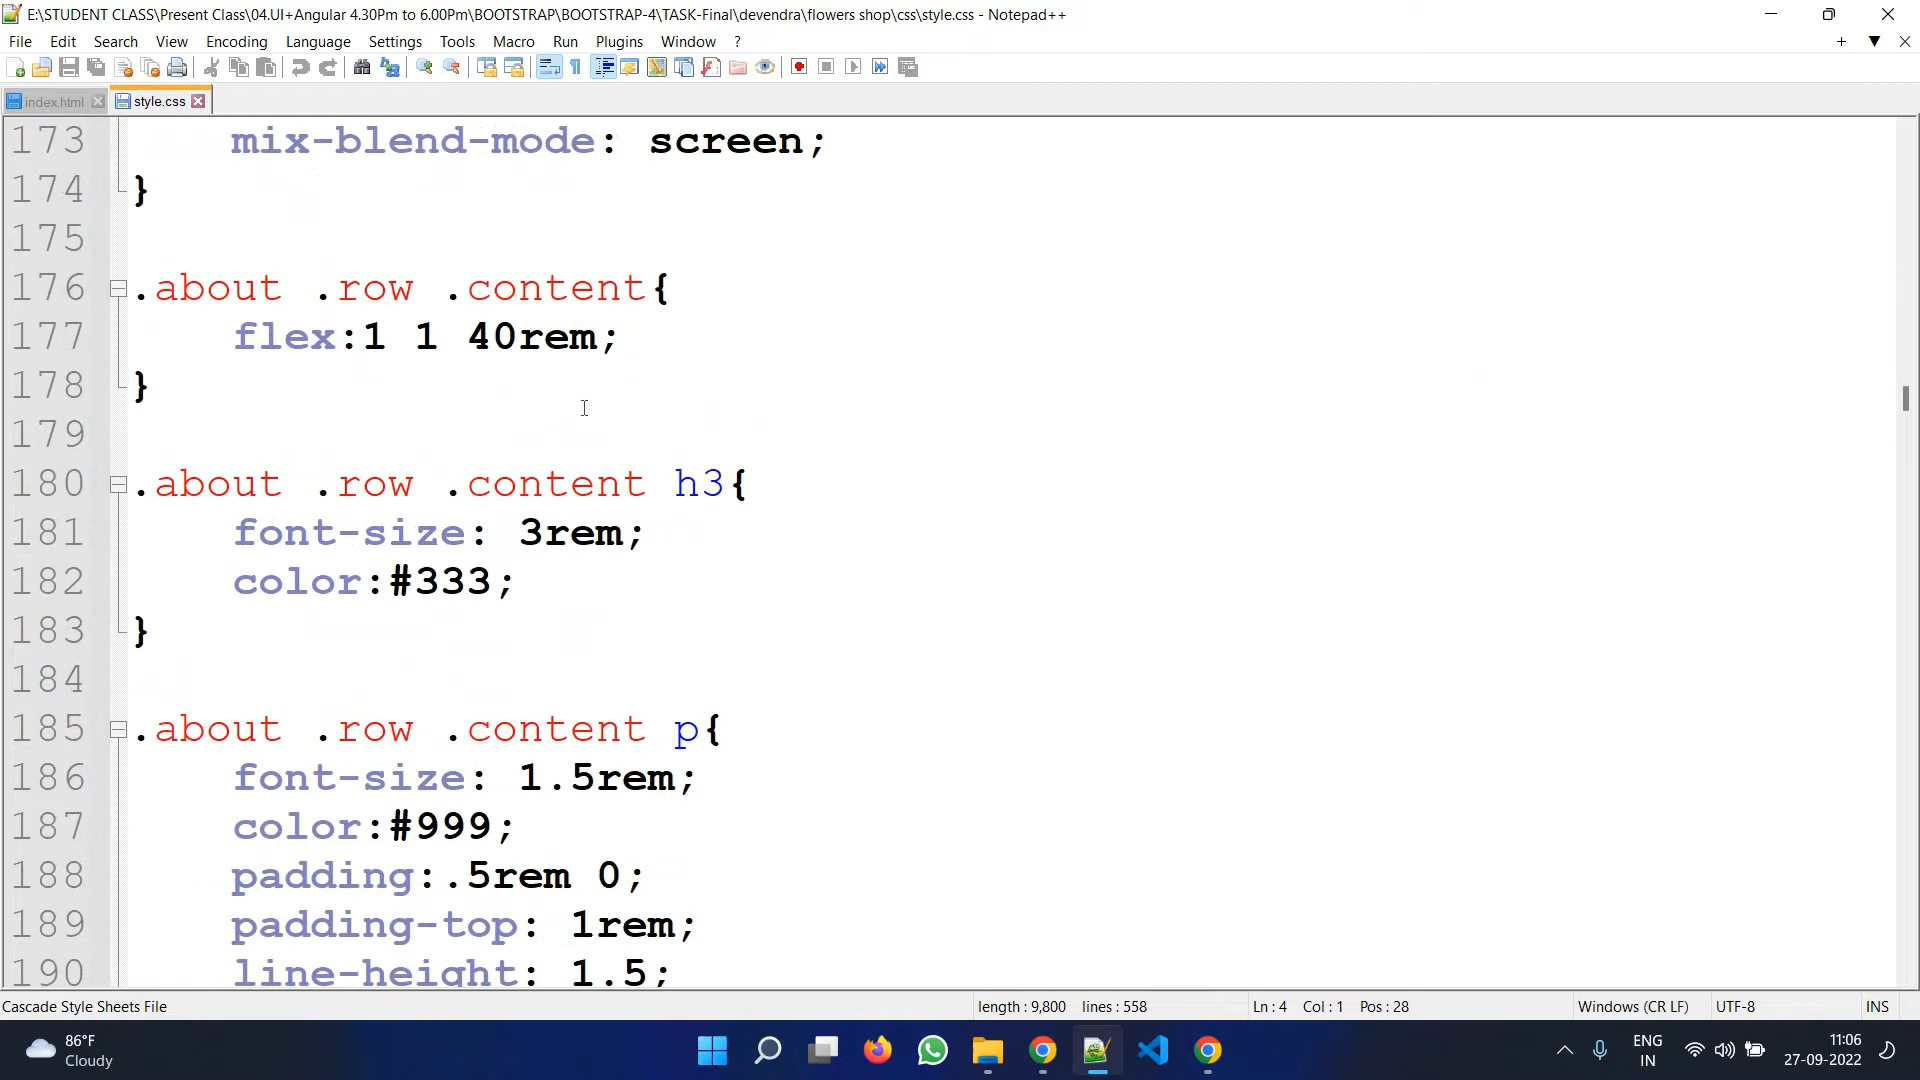 E:\STUDENT CLASS\Present Class\04.UI+Angular 4.30Pm to 6.00Pm\BOOTSTRAP\BOOTSTRAP-4\TASK-Final\devendra\flowers shop\css\style.css - Notepad++
File Edit Search View Encoding Language Settings Tools Macro Run Plugins Window ?
index.html style.css
173 mix-blend-mode: screen;
174 }
175
176 .about .row .content{
177 flex:1 1 40rem;
178 }
179
180 .about .row .content h3{
181 font-size: 3rem;
182 color:#333;
183 }
184
185 .about .row .content p{
186 font-size: 1.5rem;
187 color:#999;
188 padding:.5rem 0;
189 padding-top: 1rem;
190 line-height: 1.5;
Cascade Style Sheets File length : 9,800 lines : 558 Ln : 4 Col : 1 Pos : 28 Windows (CR LF) UTF-8 INS
86°F
Cloudy
ENG
IN
11:06
27-09-2022